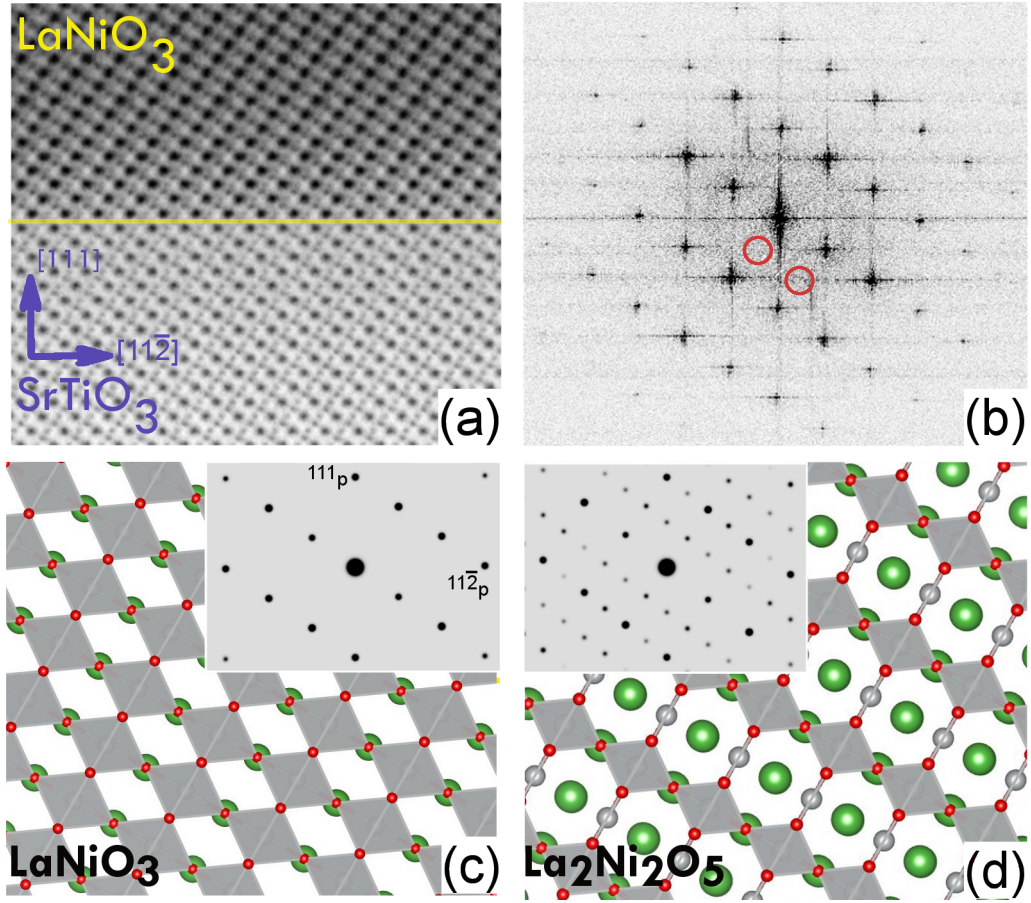 LaNiO₃
[111]
[112̅]
SrTiO₃
(a)
(b)
111p
112̅p
LaNiO₃
(c)
La₂Ni₂O₅
(d)